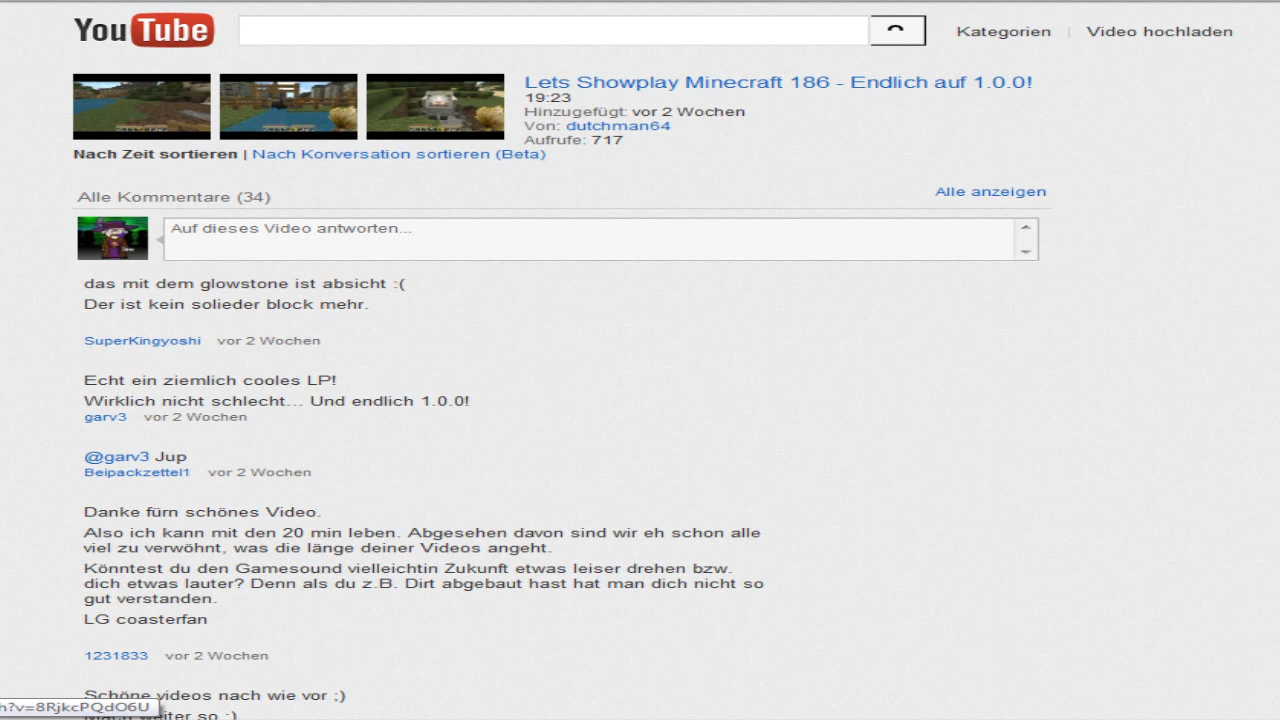 YouTube
Kategorien | Video hochladen
Lets Showplay Minecraft 186 - Endlich auf 1.0.0!
19:23
Hinzugefügt: vor 2 Wochen
Von: dutchman64
Aufrufe: 717
Nach Zeit sortieren | Nach Konversation sortieren (Beta)
Alle Kommentare (34)
Alle anzeigen
Auf dieses Video antworten...
das mit dem glowstone ist absicht :(
Der ist kein solieder block mehr.
SuperKingyoshi vor 2 Wochen
Echt ein ziemlich cooles LP!
Wirklich nicht schlecht... Und endlich 1.0.0!
garv3 vor 2 Wochen
@garv3 Jup
Beipackzettel1 vor 2 Wochen
Danke fürn schönes Video.
Also ich kann mit den 20 min leben. Abgesehen davon sind wir eh schon alle
viel zu verwöhnt, was die länge deiner Videos angeht.
Könntest du den Gamesound vielleichtin Zukunft etwas leiser drehen bzw.
dich etwas lauter? Denn als du z.B. Dirt abgebaut hast hat man dich nicht so
gut verstanden.
LG coasterfan
1231833 vor 2 Wochen
Schöne videos nach wie vor ;)
h?v=8RjkcPQdO6U
Mach weiter so :)